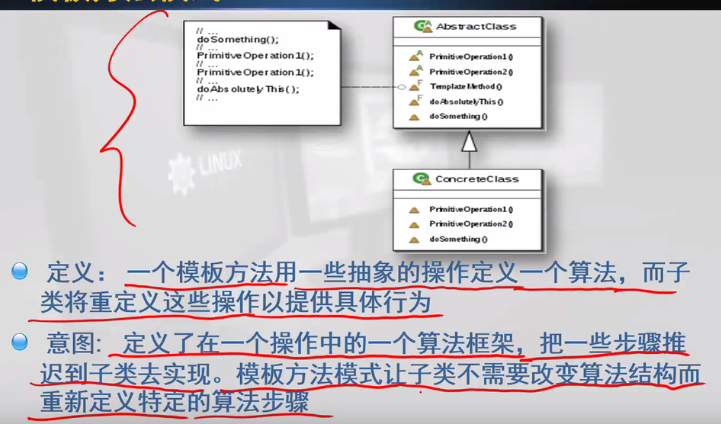 // ...
doSomething();
// ...
PrimitiveOperation1();
// ...
PrimitiveOperation1();
// ...
doAbsolutelyThis();
// ...
AbstractClass
PrimitiveOperation1()
PrimitiveOperation2()
TemplateMethod()
doAbsolutelyThis()
doSomething()
ConcreteClass
PrimitiveOperation1()
PrimitiveOperation2()
doSomething()
LINUX
定义：一个模板方法用一些抽象的操作定义一个算法，而子
类将重定义这些操作以提供具体行为
意图: 定义了在一个操作中的一个算法框架，把一些步骤推
迟到子类去实现。模板方法模式让子类不需要改变算法结构而
重新定义特定的算法步骤